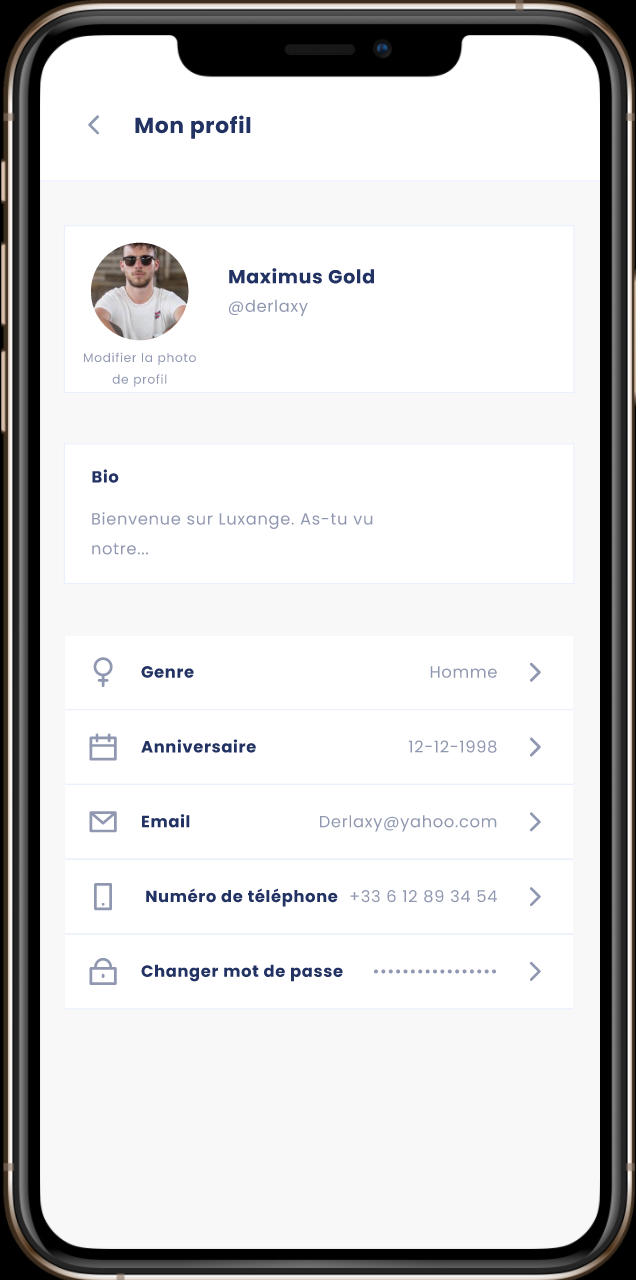 Mon profil
Maximus Gold
@derlaxy
Modifier la photo
de profil
Bio
Bienvenue sur Luxange. As-tu vu
notre...
Genre Homme
Anniversaire 12-12-1998
Email Derlaxy@yahoo.com
Numéro de téléphone +33 6 12 89 34 54
Changer mot de passe •••••••••••••••••